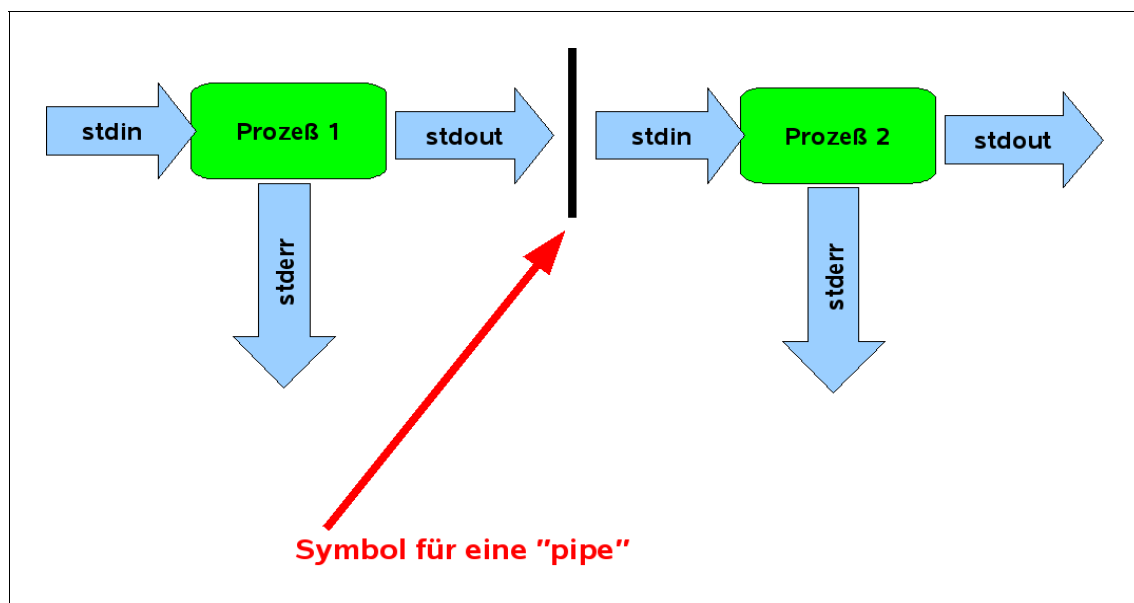 stdin
Prozeß 1
stdout
stdin
Prozeß 2
stdout
stderr
stderr
Symbol für eine "pipe"